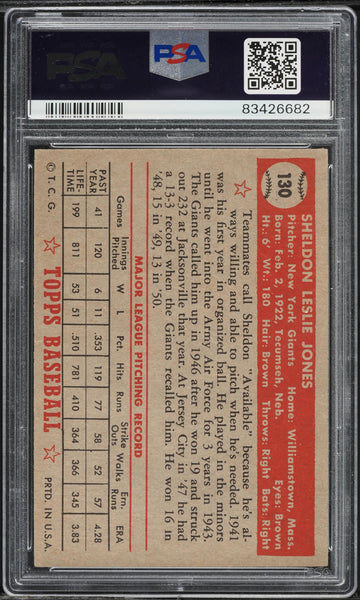 PSA
PSA
83426682
130
SHELDON LESLIE JONES
Pitcher: New York Giants Home: Williamstown, Mass.
Born: Feb. 2, 1922, Tecumseh, Neb. Eyes: Brown
Ht.: 6' Wt.: 180 Hair: Brown Throws: Right Bats: Right
Teammates call Sheldon "Available" because he's al-
ways willing and able to pitch when he's needed. 1941
was his first year in organized ball. He played in the minors
until he went into the Army Air Force for 3 years in 1943.
The Giants called him up in 1946 after he won 19 and struck
out 232 at Jacksonville that year. At Jersey City in '47 he had
a 13-3 record when the Giants recalled him. He won 16 in
'48, 15 in '49, 13 in '50.
MAJOR LEAGUE PITCHING RECORD
Games Innings Pitched W L Pct. Hits Runs Strike Outs Walks Ern. Runs ERA
PAST YEAR 41 120 6 11 .353 119 77 58 52 57 4.28
LIFE-TIME 199 811 53 51 .510 781 410 364 366 345 3.83
© T. C. G. TOPPS BASEBALL PRTD. IN U.S.A.